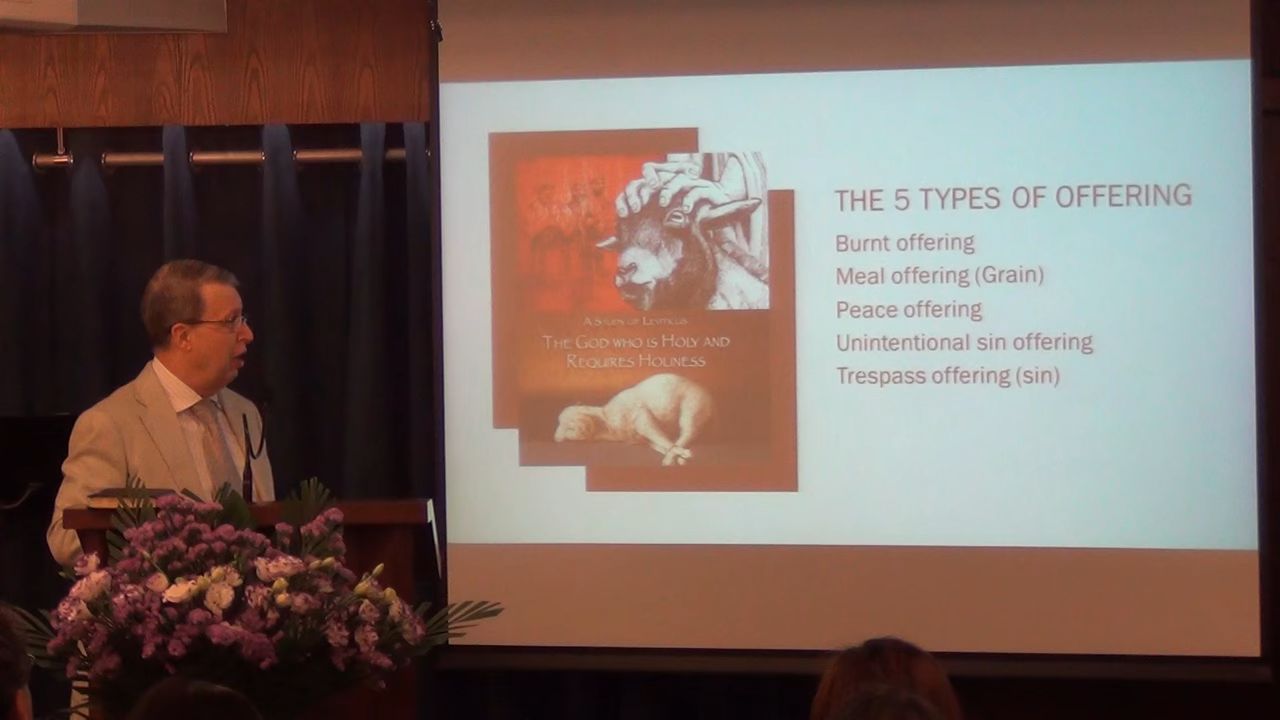 THE 5 TYPES OF OFFERING
Burnt offering
Meal offering (Grain)
Peace offering
Unintentional sin offering
Trespass offering (sin)
A Study of Leviticus
The God who is Holy and
Requires Holiness